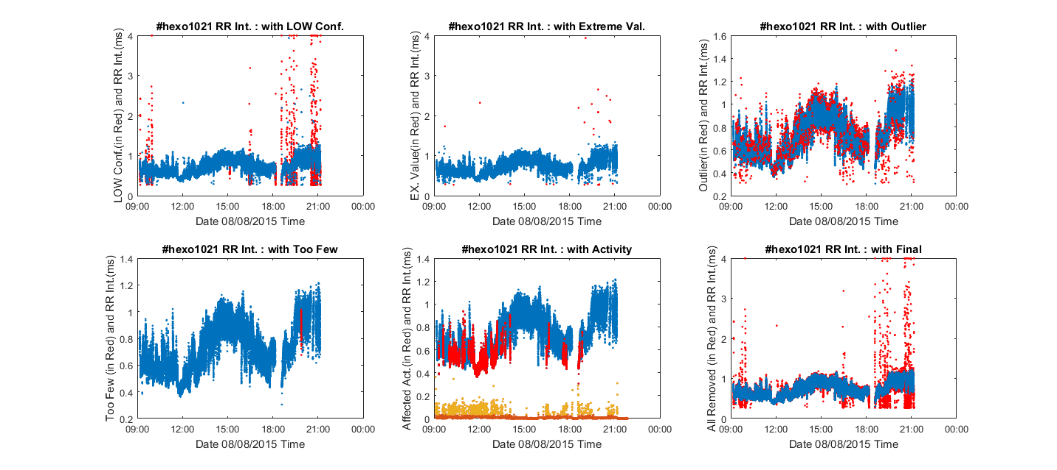 #hexo1021 RR Int. : with LOW Conf.
LOW Conf.(in Red) and RR Int.(ms)
4
3
2
1
0
09:00 12:00 15:00 18:00 21:00 00:00
Date 08/08/2015 Time
#hexo1021 RR Int. : with Extreme Val.
EX. Value(in Red) and RR Int.(ms)
4
3
2
1
0
09:00 12:00 15:00 18:00 21:00 00:00
Date 08/08/2015 Time
#hexo1021 RR Int. : with Outlier
Outlier(in Red) and RR Int.(ms)
1.6
1.4
1.2
1
0.8
0.6
0.4
0.2
09:00 12:00 15:00 18:00 21:00 00:00
Date 08/08/2015 Time
#hexo1021 RR Int. : with Too Few
Too Few (in Red) and RR Int.(ms)
1.4
1.2
1
0.8
0.6
0.4
0.2
09:00 12:00 15:00 18:00 21:00 00:00
Date 08/08/2015 Time
#hexo1021 RR Int. : with Activity
Affected Act.(in Red) and RR Int.(ms)
1.4
1.2
1
0.8
0.6
0.4
0.2
0
09:00 12:00 15:00 18:00 21:00 00:00
Date 08/08/2015 Time
#hexo1021 RR Int. : with Final
All Removed (in Red) and RR Int.(ms)
4
3
2
1
0
09:00 12:00 15:00 18:00 21:00 00:00
Date 08/08/2015 Time